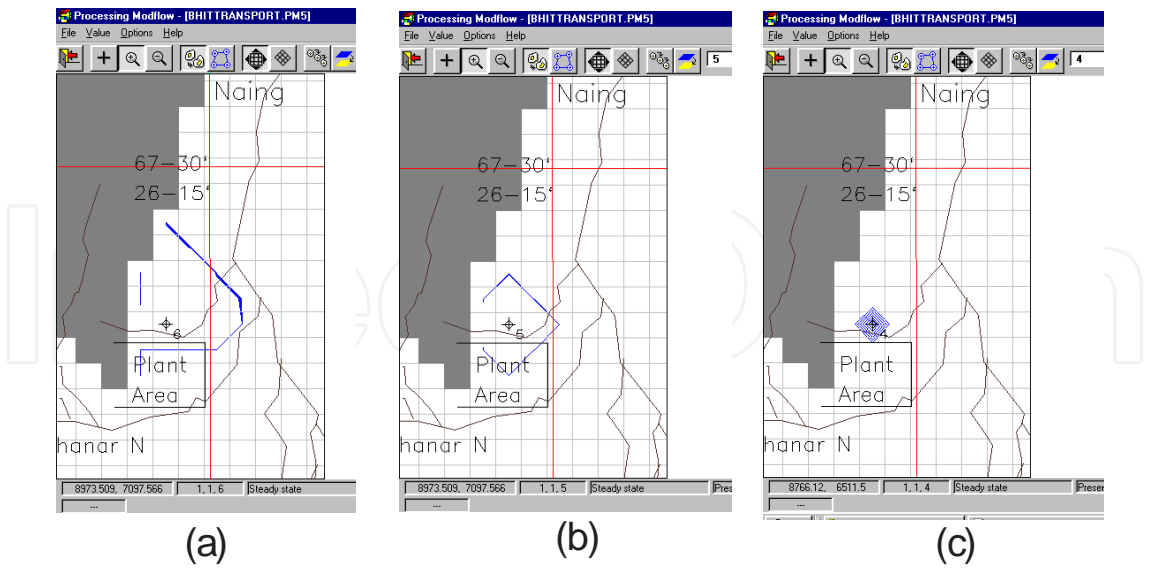 Processing Modflow - [BHITTRANSPORT.PM5]
File Value Options Help
Naing
67-30'
26-15'
6
Plant
Area
hanar N
8973.509, 7097.566 1, 1, 6 Steady state
---
(a)
Processing Modflow - [BHITTRANSPORT.PM5]
File Value Options Help
5
Naing
67-30'
26-15'
5
Plant
Area
hanar N
8973.509, 7097.566 1, 1, 5 Steady state Pres
---
(b)
Processing Modflow - [BHITTRANSPORT.PM5]
File Value Options Help
4
Naing
67-30'
26-15'
4
Plant
Area
hanar N
8766.12, 6511.5 1, 1, 4 Steady state Preser
---
(c)